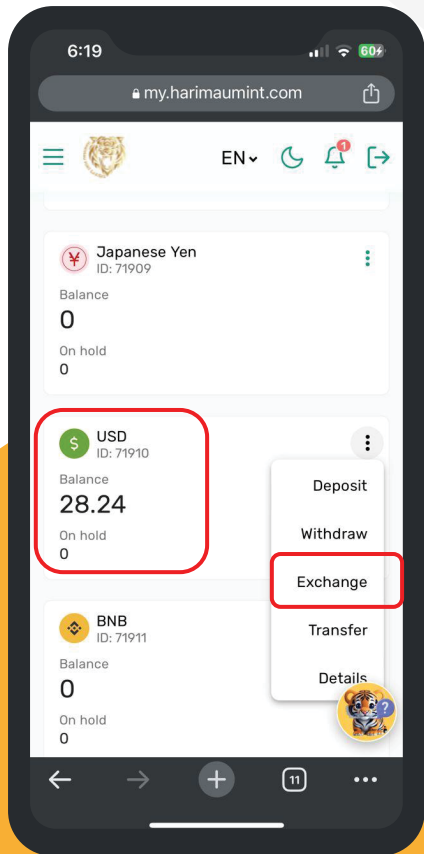 6:19
60
my.harimaumint.com
EN
1
Japanese Yen
ID: 71909
Balance
0
On hold
0
USD
ID: 71910
Balance
28.24
On hold
0
Deposit
Withdraw
Exchange
Transfer
Details
BNB
ID: 71911
Balance
0
On hold
0
?
11